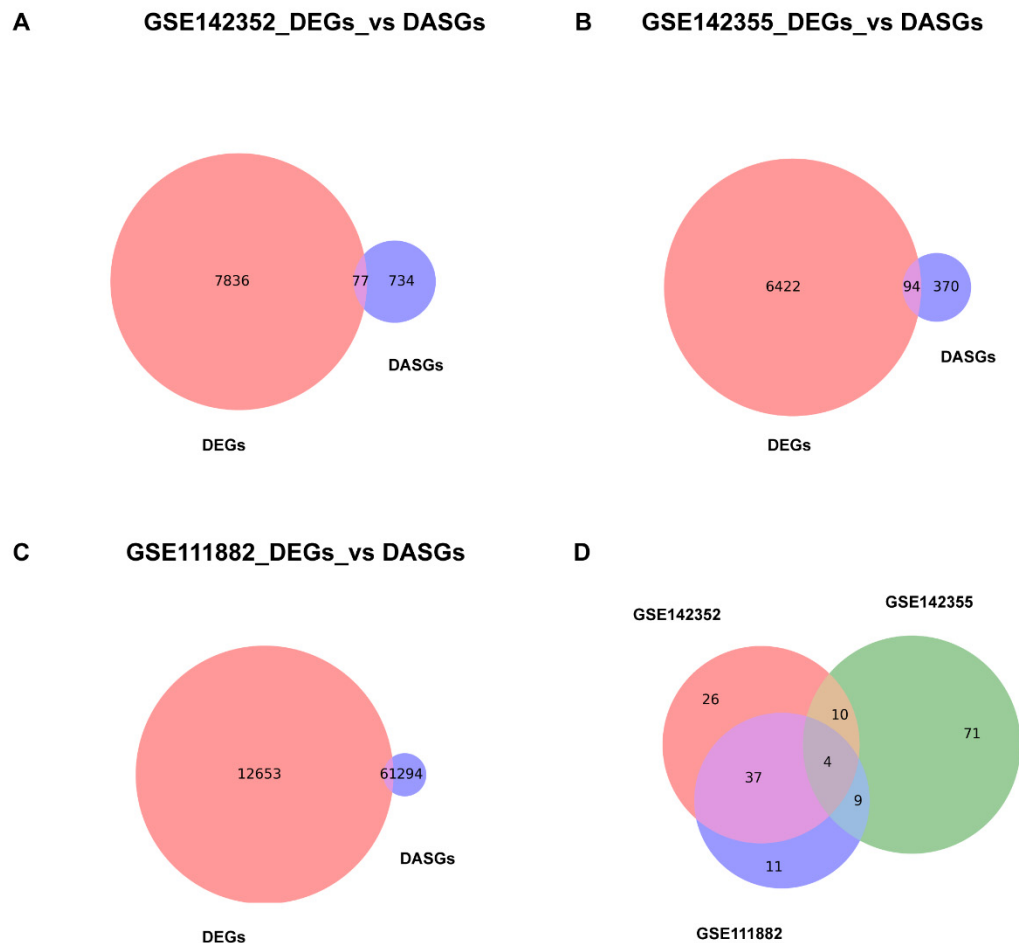 A
GSE142352_DEGs_vs DASGs
7836
77
734
DASGs
DEGs
B
GSE142355_DEGs_vs DASGs
6422
94
370
DASGs
DEGs
C
GSE111882_DEGs_vs DASGs
12653
61294
DASGs
DEGs
D
GSE142355
GSE142352
26
10
71
4
37
9
11
GSE111882